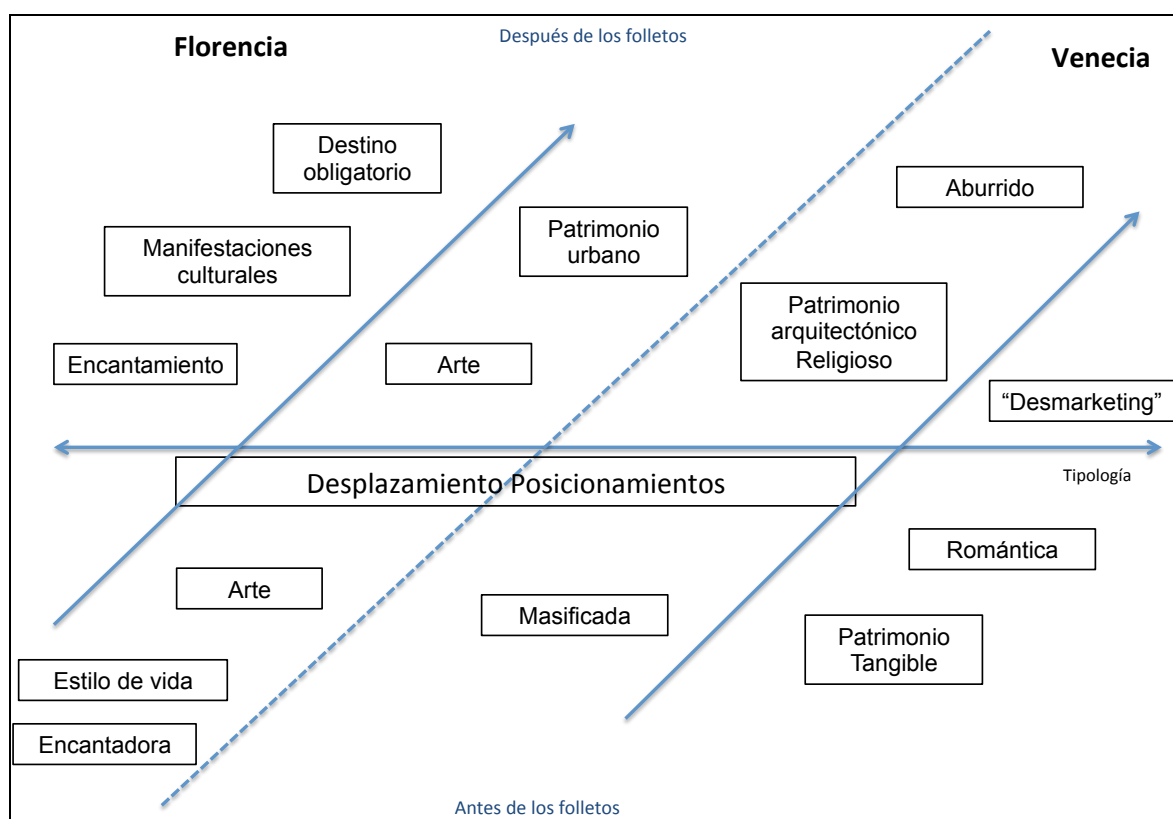 Florencia
Después de los folletos
Venecia
Destino
obligatorio
Aburrido
Manifestaciones
culturales
Patrimonio
urbano
Patrimonio
arquitectónico
Religioso
Encantamiento
Arte
“Desmarketing”
Desplazamiento Posicionamientos
Tipología
Romántica
Arte
Masificada
Patrimonio
Tangible
Estilo de vida
Encantadora
Antes de los folletos